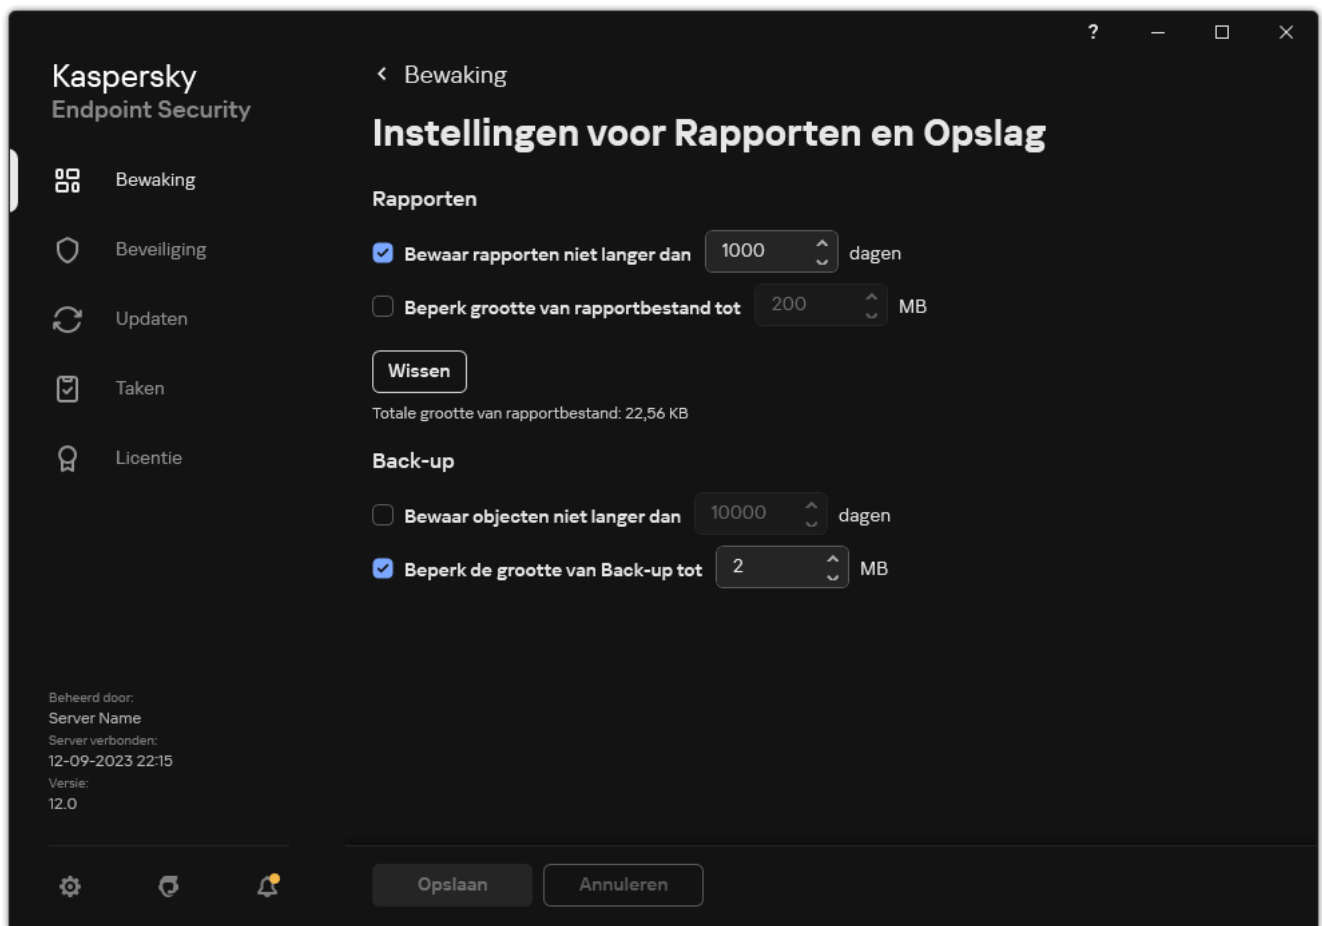 ?
Kaspersky
Endpoint Security
Bewaking
Beveiliging
Updaten
Taken
Licentie
Beheerd door:
Server Name
Server verbonden:
12-09-2023 22:15
Versie:
12.0
Bewaking
Instellingen voor Rapporten en Opslag
Rapporten
Bewaar rapporten niet langer dan 1000 dagen
Beperk grootte van rapportbestand tot 200 MB
Wissen
Totale grootte van rapportbestand: 22,56 KB
Back-up
Bewaar objecten niet langer dan 10000 dagen
Beperk de grootte van Back-up tot 2 MB
Opslaan Annuleren